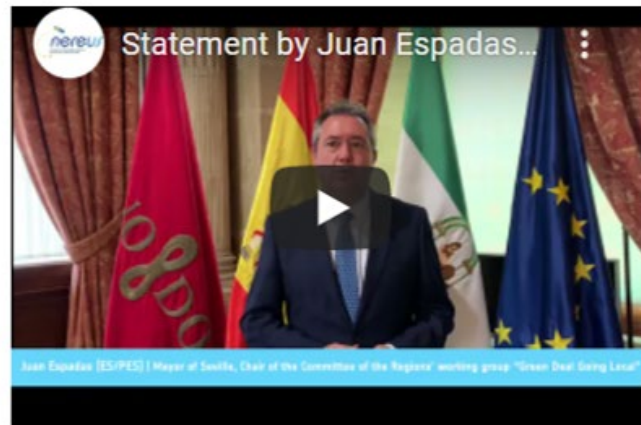 nereus
Statement by Juan Espadas...
NO8DO
Juan Espadas (ES/PES) | Mayor of Seville, Chair of the Committee of the Regions' working group "Green Deal Going Local"